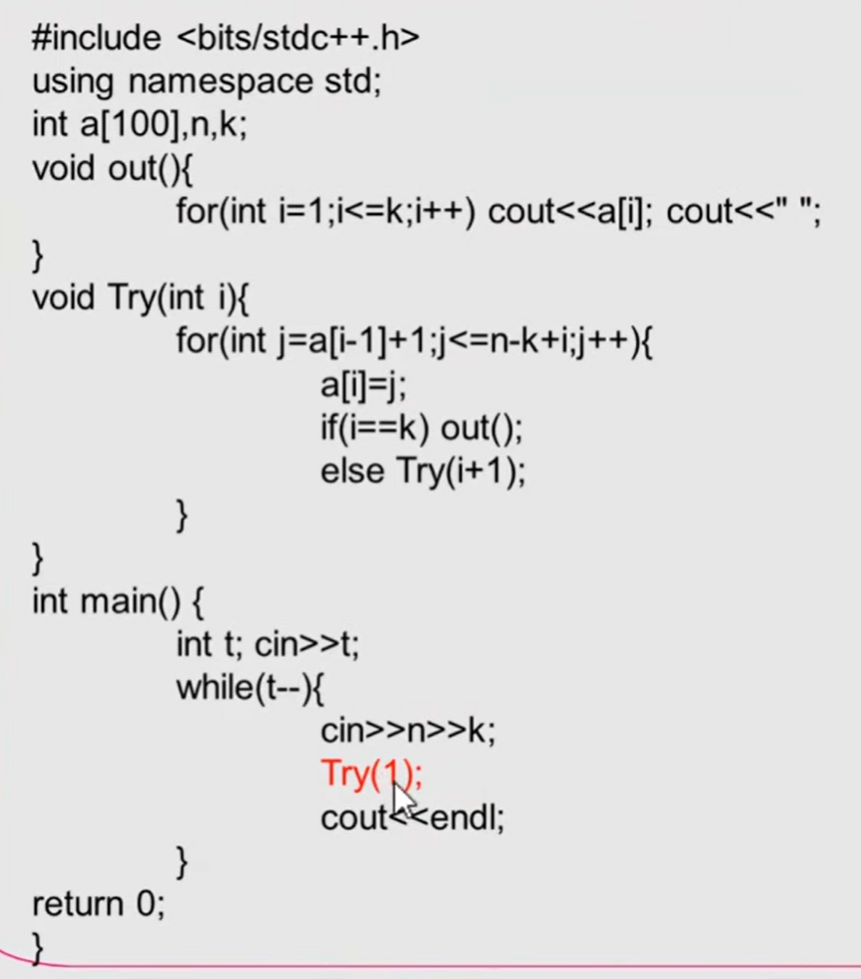 #include <bits/stdc++.h>
using namespace std;
int a[100],n,k;
void out(){
for(int i=1;i<=k;i++) cout<<a[i]; cout<<" ";
}
void Try(int i){
for(int j=a[i-1]+1;j<=n-k+i;j++){
a[i]=j;
if(i==k) out();
else Try(i+1);
}
}
int main() {
int t; cin>>t;
while(t--){
cin>>n>>k;
Try(1);
cout<<endl;
}
return 0;
}